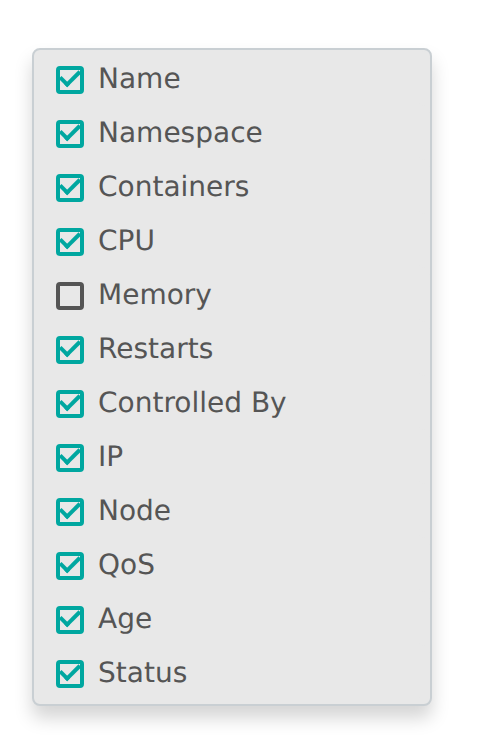 Name
Namespace
Containers
CPU
Memory
Restarts
Controlled By
IP
Node
QoS
Age
Status